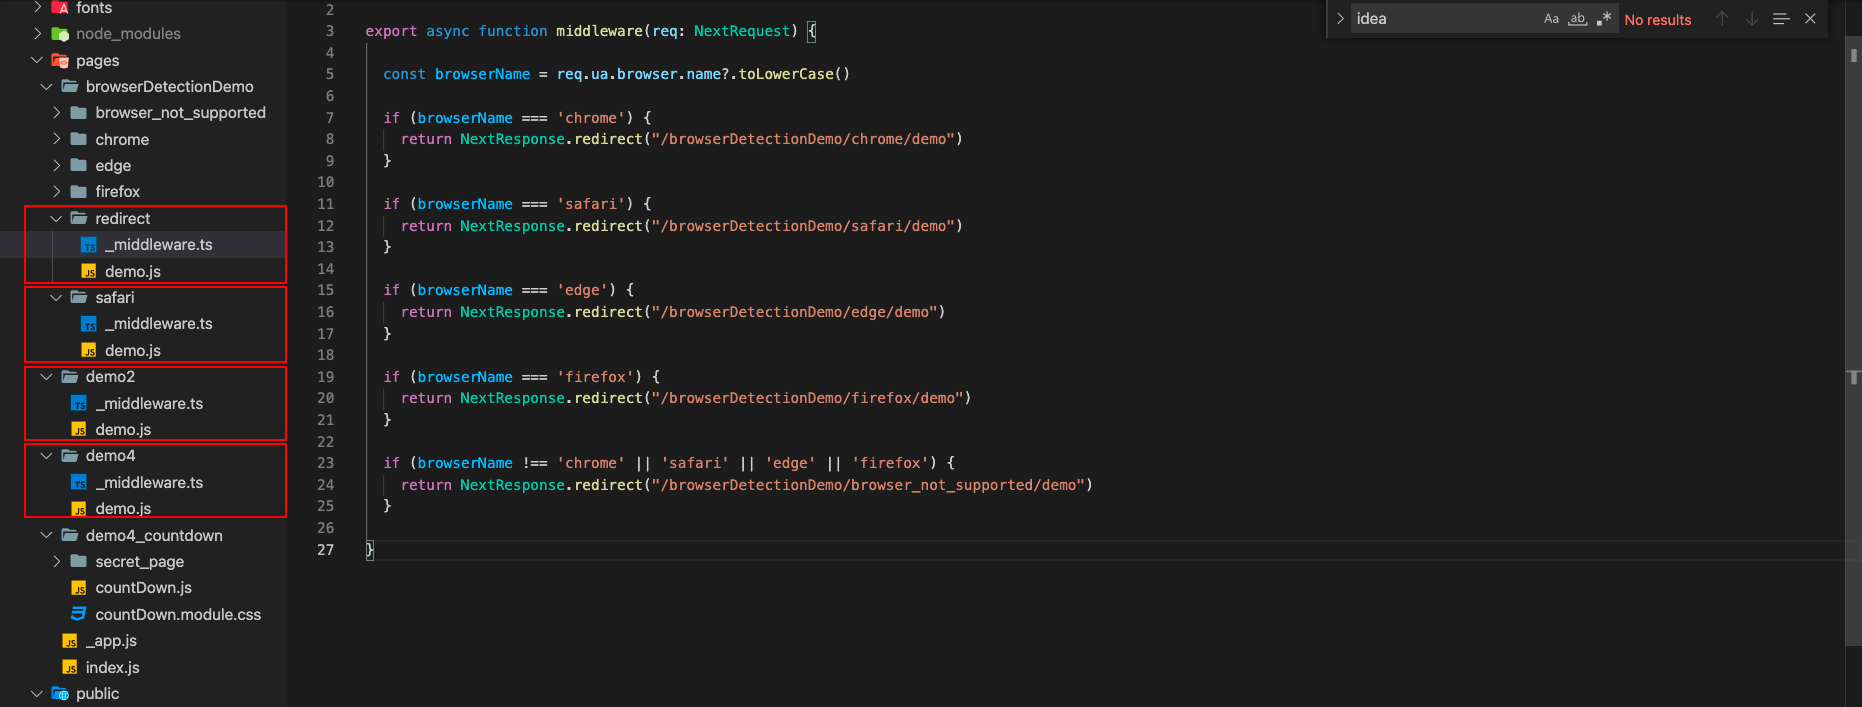 fonts
node_modules
pages
browserDetectionDemo
browser_not_supported
chrome
edge
firefox
redirect
_middleware.ts
demo.js
safari
_middleware.ts
demo.js
demo2
_middleware.ts
demo.js
demo4
_middleware.ts
demo.js
demo4_countdown
secret_page
countDown.js
countDown.module.css
_app.js
index.js
public
2
3 export async function middleware(req: NextRequest) {
4
5 const browserName = req.ua.browser.name?.toLowerCase()
6
7 if (browserName === 'chrome') {
8 return NextResponse.redirect("/browserDetectionDemo/chrome/demo")
9 }
10
11 if (browserName === 'safari') {
12 return NextResponse.redirect("/browserDetectionDemo/safari/demo")
13 }
14
15 if (browserName === 'edge') {
16 return NextResponse.redirect("/browserDetectionDemo/edge/demo")
17 }
18
19 if (browserName === 'firefox') {
20 return NextResponse.redirect("/browserDetectionDemo/firefox/demo")
21 }
22
23 if (browserName !== 'chrome' || 'safari' || 'edge' || 'firefox') {
24 return NextResponse.redirect("/browserDetectionDemo/browser_not_supported/demo")
25 }
26
27 }
idea Aa ab .* No results